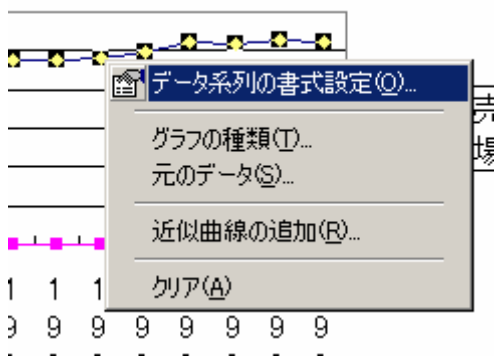 データ系列の書式設定(O)...
売
グラフの種類(T)...
場
元のデータ(S)...
近似曲線の追加(R)...
クリア(A)
1 1 1
9 9 9 9 9 9 9 9